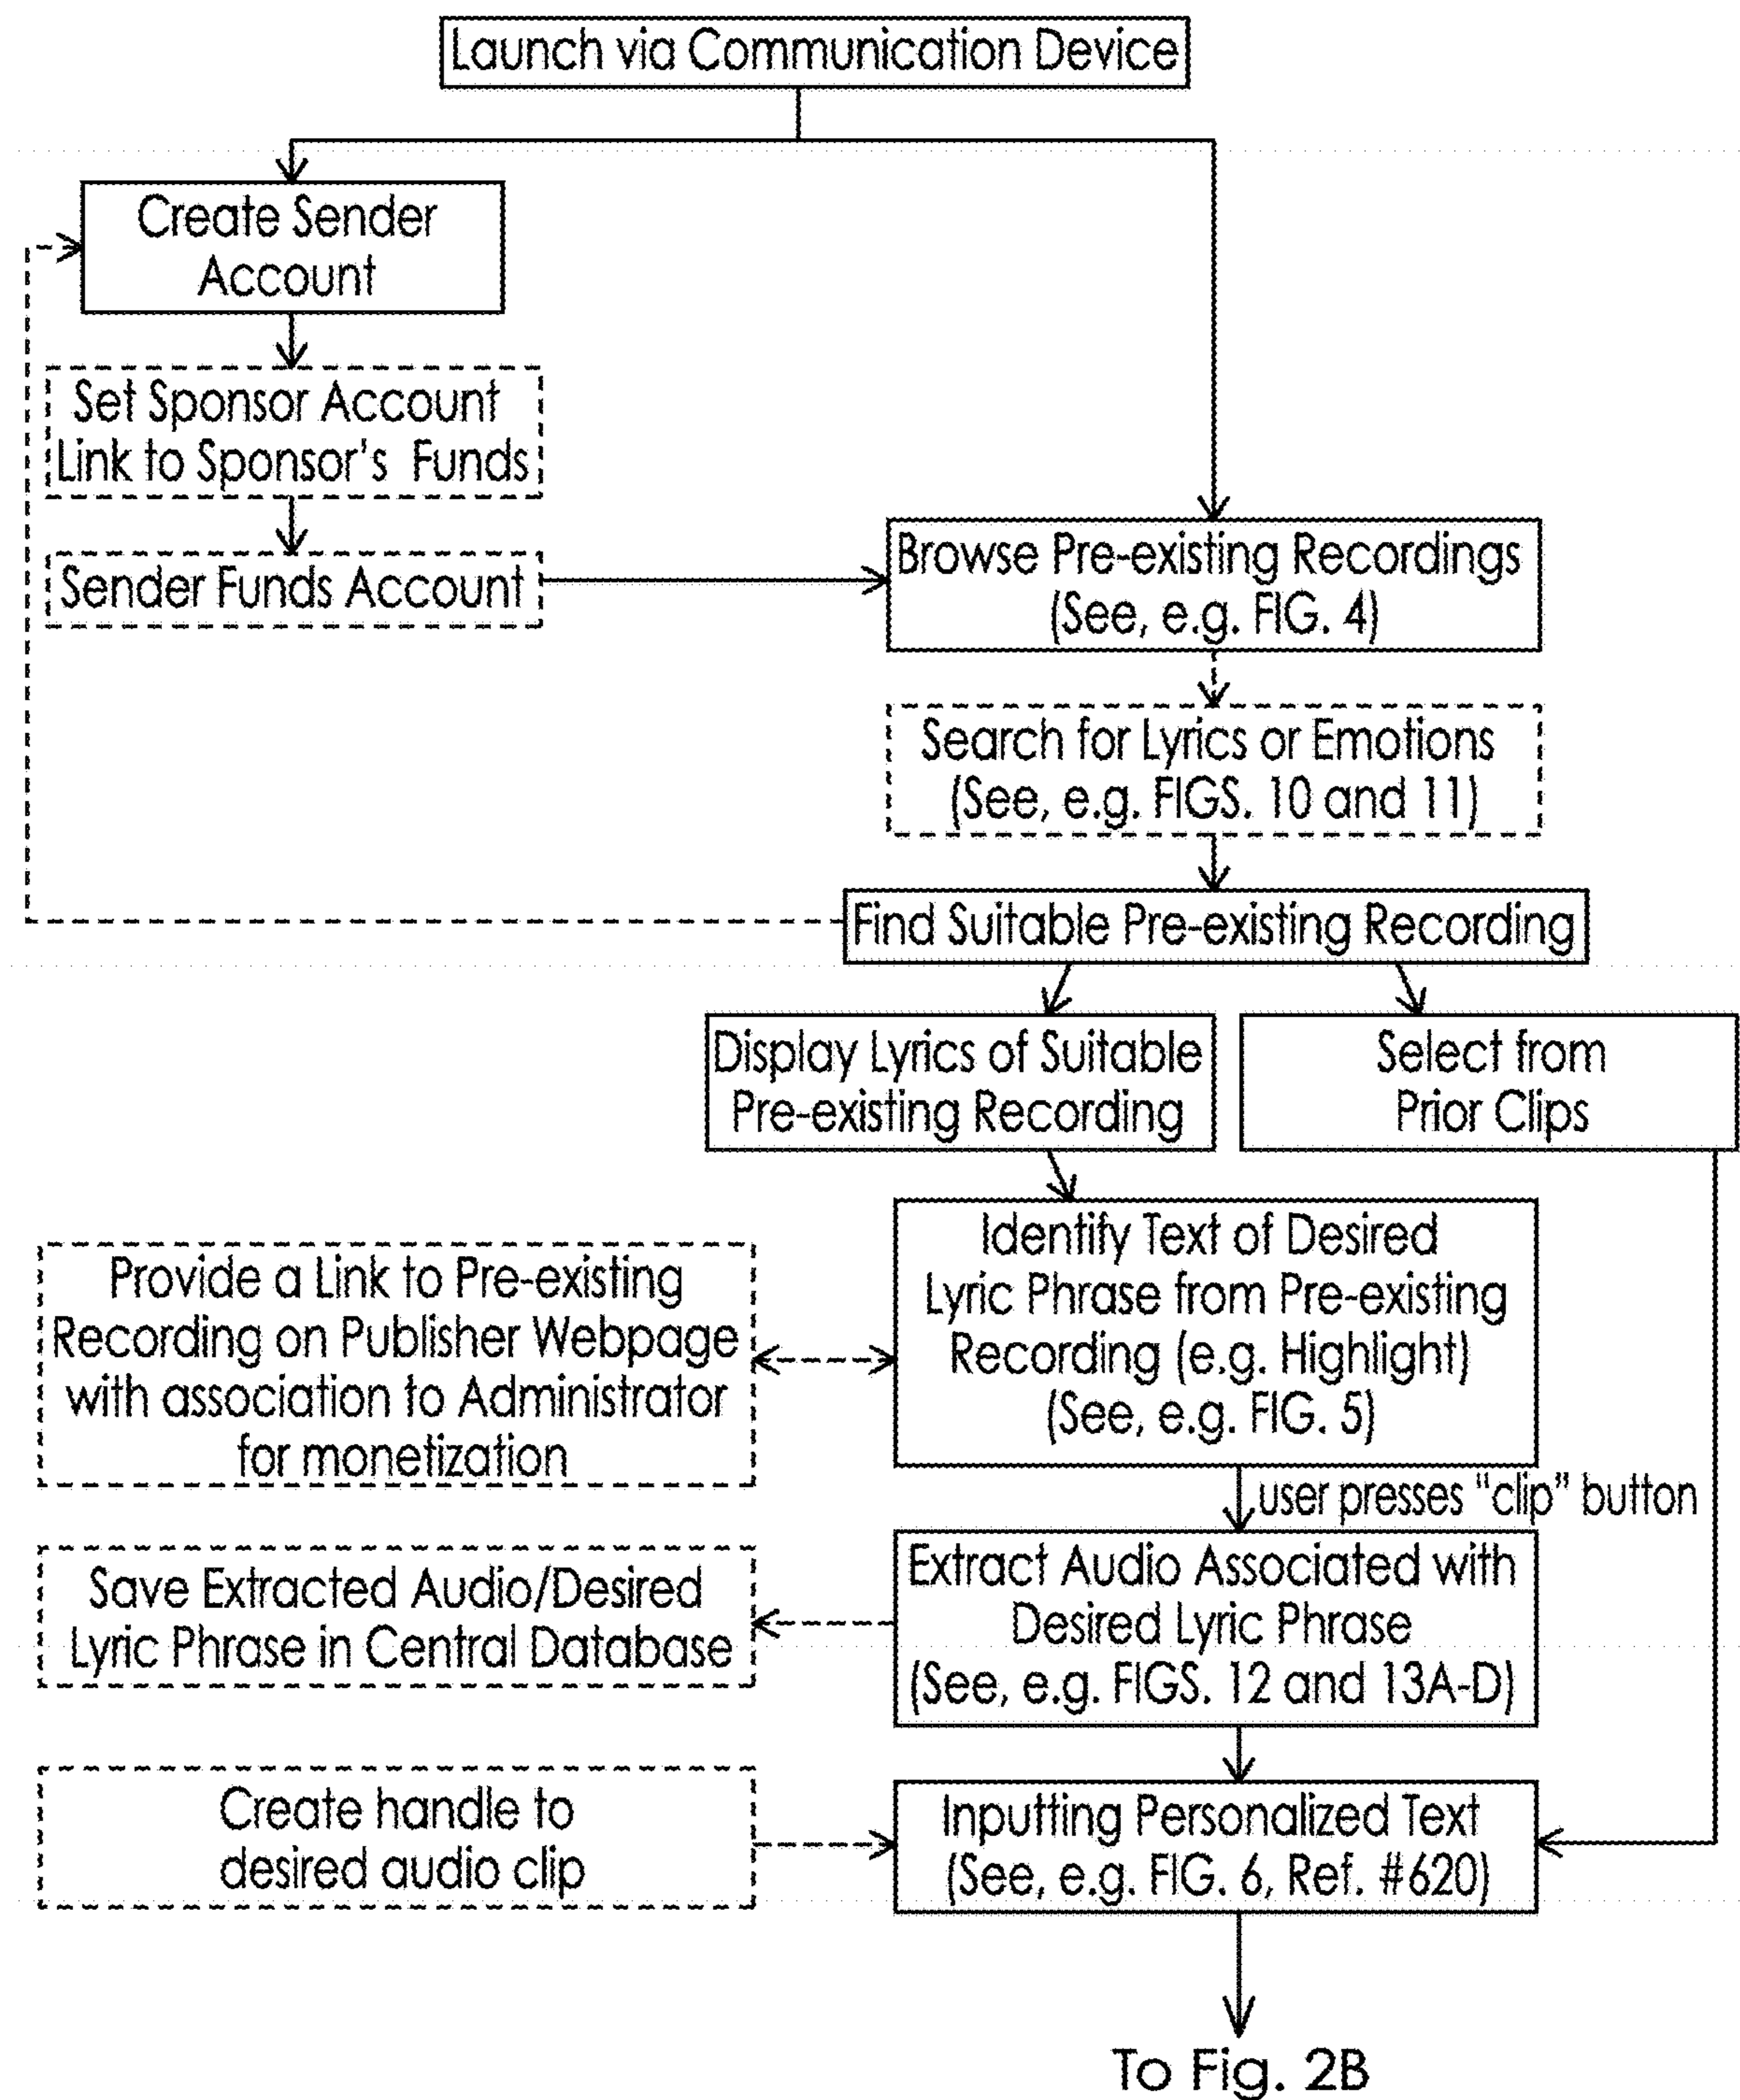 Launch via Communication Device
Create Sender
Account
Set Sponsor Account
Link to Sponsor's Funds
Sender Funds Account
Browse Pre-existing Recordings
(See, e.g. FIG. 4)
Search for Lyrics or Emotions
(See, e.g. FIGS. 10 and 11)
Find Suitable Pre-existing Recording
Display Lyrics of Suitable
Pre-existing Recording
Select from
Prior Clips
Identify Text of Desired
Lyric Phrase from Pre-existing
Recording (e.g. Highlight)
(See, e.g. FIG. 5)
Provide a Link to Pre-existing
Recording on Publisher Webpage
with association to Administrator
for monetization
user presses "clip" button
Extract Audio Associated with
Desired Lyric Phrase
(See, e.g. FIGS. 12 and 13A-D)
Save Extracted Audio/Desired
Lyric Phrase in Central Database
Create handle to
desired audio clip
Inputting Personalized Text
(See, e.g. FIG. 6, Ref. #620)
To Fig. 2B